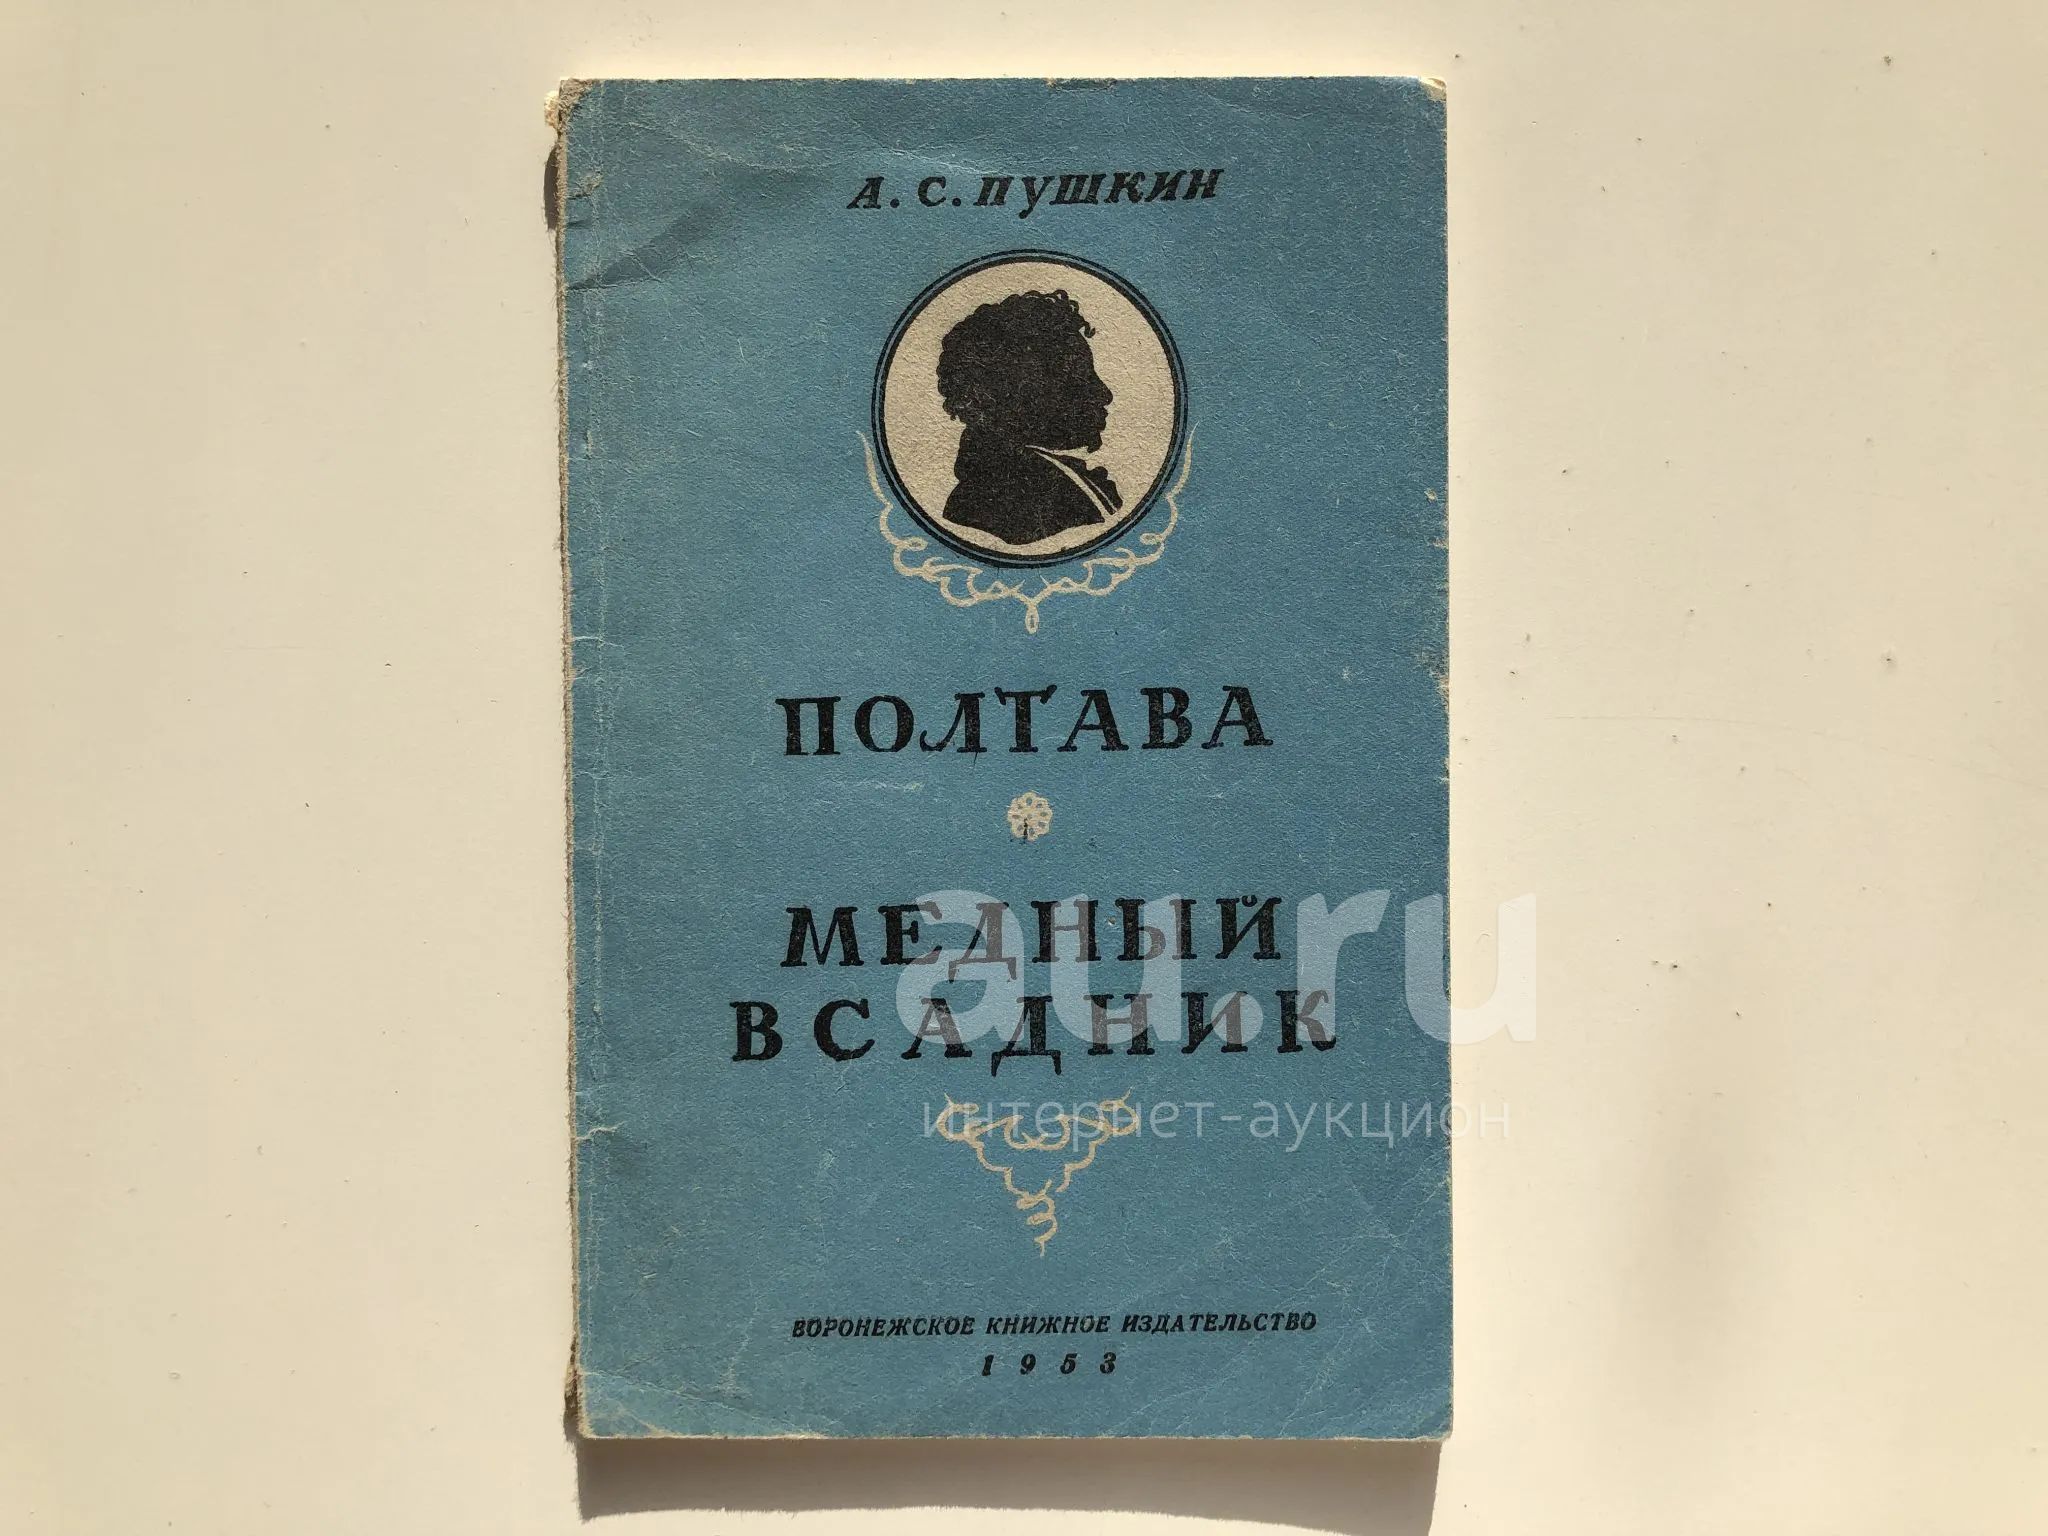 А. С. ПУШКИН
ПОЛТАВА
МЕДНЫЙ
ВСАДНИК
au.ru
интернет-аукцион
ВОРОНЕЖСКОЕ КНИЖНОЕ ИЗДАТЕЛЬСТВО
1953